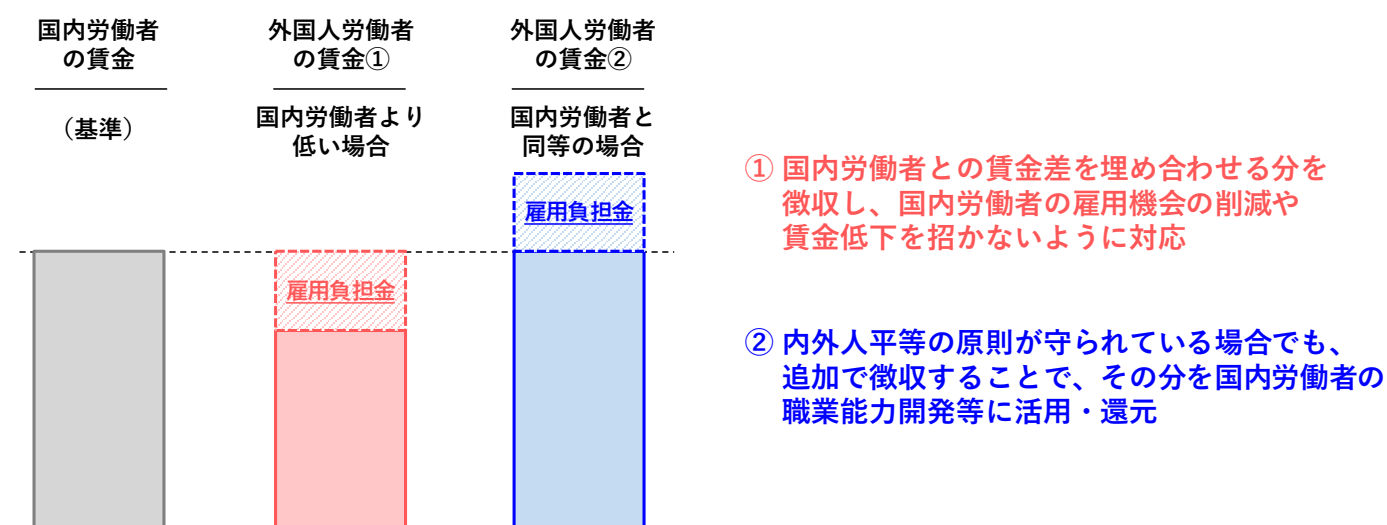 国内労働者
の賃金
(基準)
外国人労働者
の賃金①
国内労働者より
低い場合
外国人労働者
の賃金②
国内労働者と
同等の場合
雇用負担金
雇用負担金
① 国内労働者との賃金差を埋め合わせる分を
徴収し、国内労働者の雇用機会の削減や
賃金低下を招かないように対応
② 内外人平等の原則が守られている場合でも、
追加で徴収することで、その分を国内労働者の
職業能力開発等に活用・還元